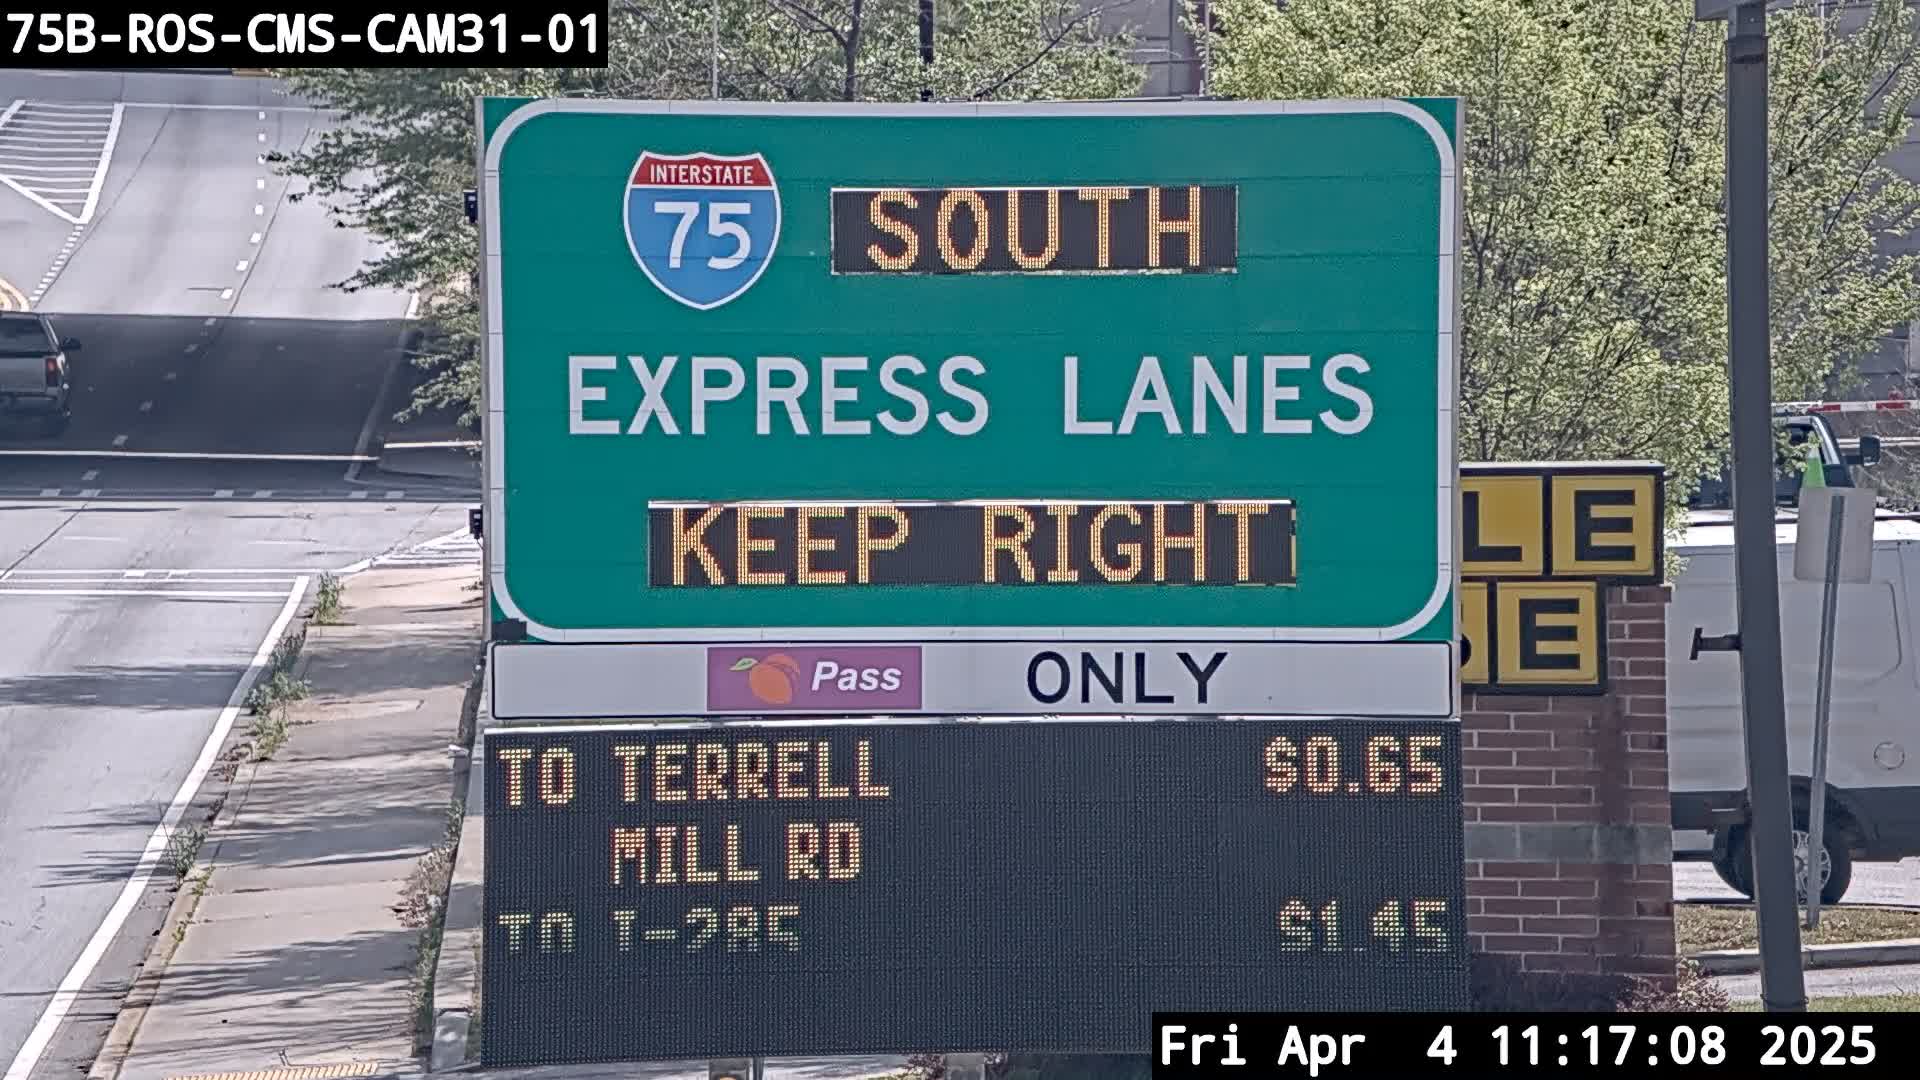 75B-ROS-CMS-CAM31-01
INTERSTATE
75
SOUTH
EXPRESS LANES
KEEP RIGHT
Pass ONLY
TO TERRELL $0.65
MILL RD
TO I-285 $1.45
LE
E
Fri Apr 4 11:17:08 2025